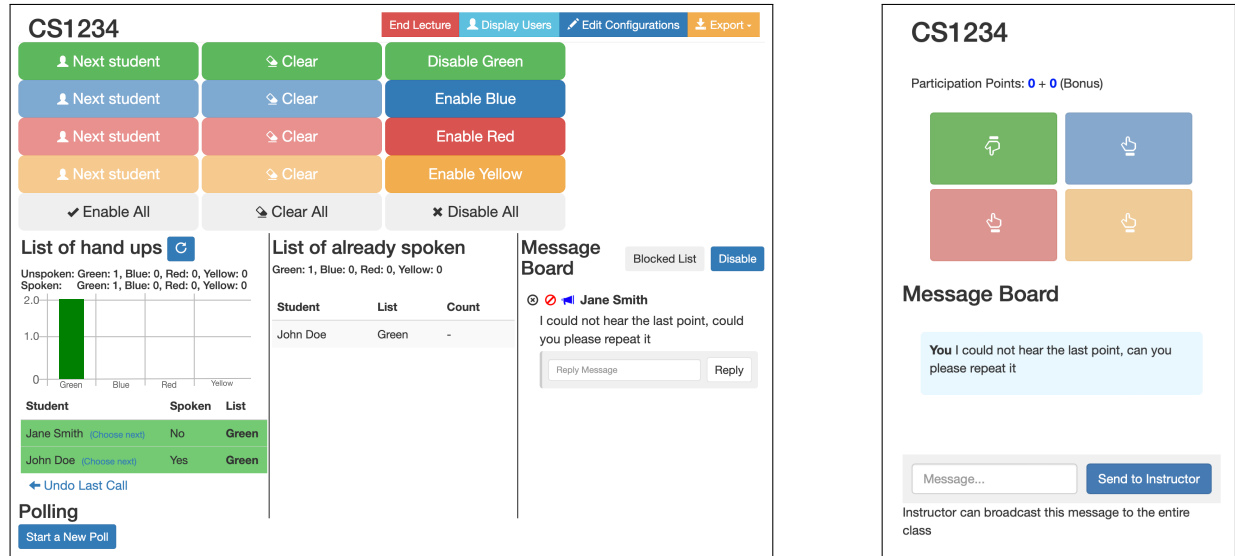 CS1234
End Lecture Display Users Edit Configurations Export
Next student Clear Disable Green
Next student Clear Enable Blue
Next student Clear Enable Red
Next student Clear Enable Yellow
Enable All Clear All Disable All
List of hand ups
Unspoken: Green: 1, Blue: 0, Red: 0, Yellow: 0
Spoken: Green: 1, Blue: 0, Red: 0, Yellow: 0
2.0
1.0
0
Green Blue Red Yellow
Student Spoken List
Jane Smith (Choose next) No Green
John Doe (Choose next) Yes Green
Undo Last Call
Polling
Start a New Poll
List of already spoken
Green: 1, Blue: 0, Red: 0, Yellow: 0
Student List Count
John Doe Green -
Message
Board
Blocked List Disable
Jane Smith
I could not hear the last point, could
you please repeat it
Reply Message Reply
CS1234
Participation Points: 0 + 0 (Bonus)
Message Board
You I could not hear the last point, can you
please repeat it
Message... Send to Instructor
Instructor can broadcast this message to the entire
class